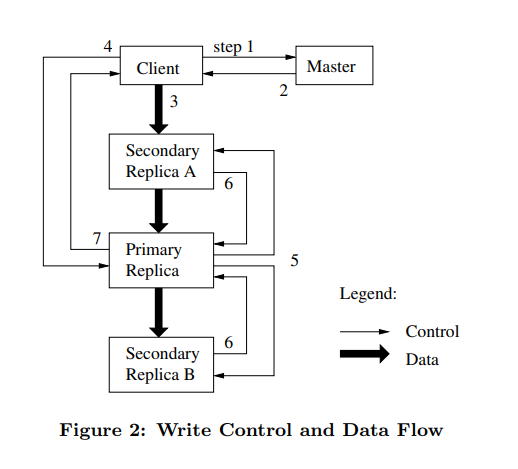 4
step 1
Client
Master
2
3
Secondary
Replica A
6
7
Primary
Replica
5
Legend:
Control
6
Secondary
Replica B
Data
Figure 2: Write Control and Data Flow